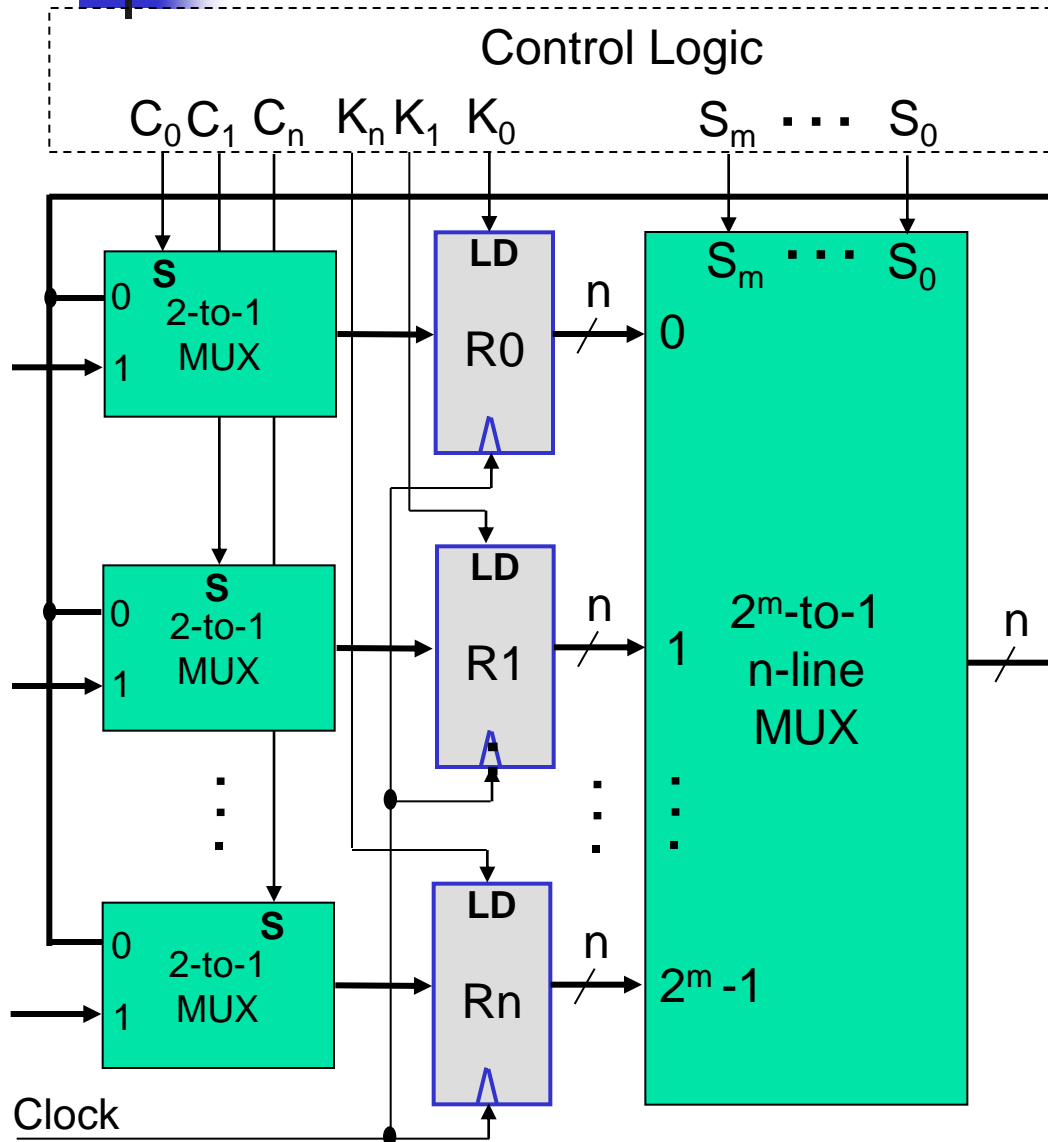 Control Logic
C₀ C₁ Cₙ Kₙ K₁ K₀ Sₘ ··· S₀
S
0
2-to-1
MUX
1
LD
R0
n
Sₘ ··· S₀
0
S
0
2-to-1
MUX
1
LD
R1
n
1
2ᵐ-to-1
n-line
MUX
n
S
0
2-to-1
MUX
1
LD
Rn
n
2ᵐ -1
Clock